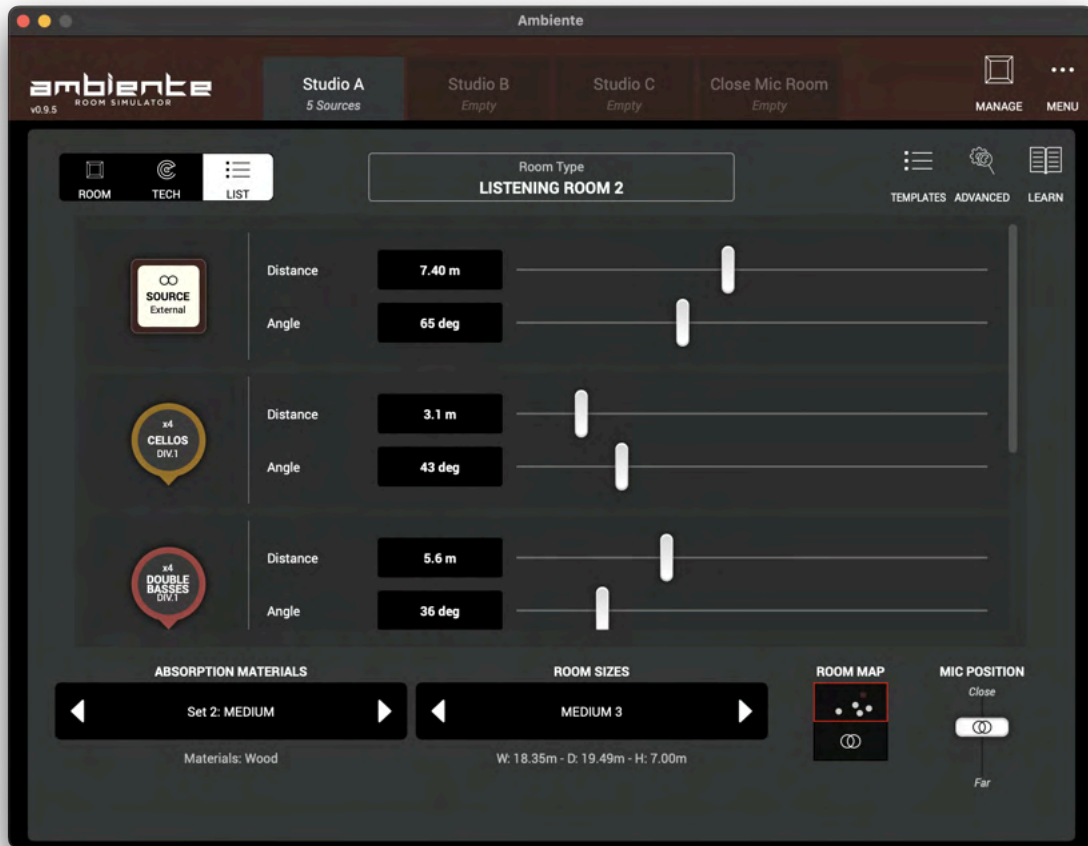 Ambiente
ambiente
ROOM SIMULATOR
v0.9.5
Studio A
5 Sources
Studio B
Empty
Studio C
Empty
Close Mic Room
Empty
MANAGE
MENU
ROOM
TECH
LIST
Room Type
LISTENING ROOM 2
TEMPLATES
ADVANCED
LEARN
SOURCE
External
Distance
7.40 m
Angle
65 deg
x4
CELLOS
DIV.1
Distance
3.1 m
Angle
43 deg
x4
DOUBLE
BASSES
DIV.1
Distance
5.6 m
Angle
36 deg
ABSORPTION MATERIALS
Set 2: MEDIUM
Materials: Wood
ROOM SIZES
MEDIUM 3
W: 18.35m - D: 19.49m - H: 7.00m
ROOM MAP
MIC POSITION
Close
Far